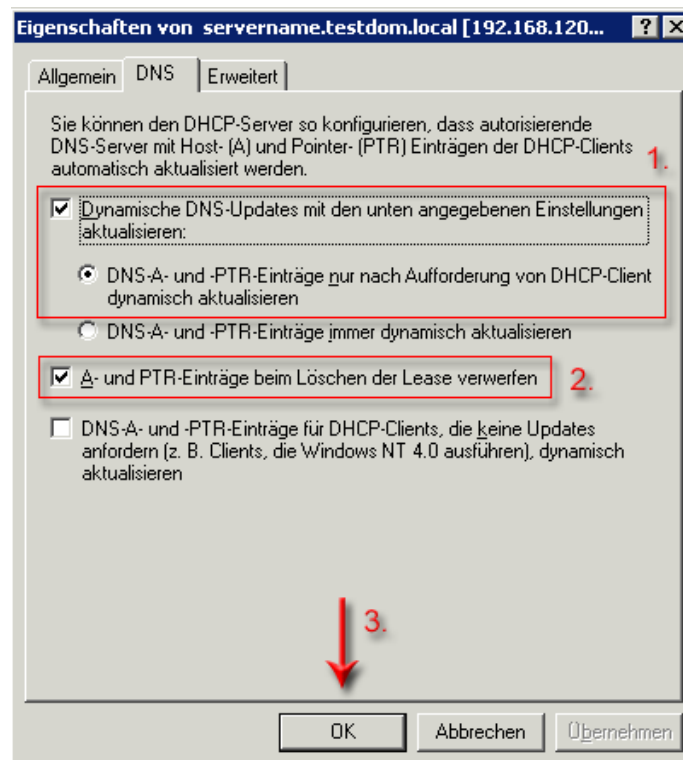 Eigenschaften von servername.testdom.local [192.168.120...
Allgemein DNS Erweitert
Sie können den DHCP-Server so konfigurieren, dass autorisierende
DNS-Server mit Host- (A) und Pointer- (PTR) Einträgen der DHCP-Clients
automatisch aktualisiert werden.
1.
Dynamische DNS-Updates mit den unten angegebenen Einstellungen
aktualisieren:
DNS-A- und -PTR-Einträge nur nach Aufforderung von DHCP-Client
dynamisch aktualisieren
DNS-A- und -PTR-Einträge immer dynamisch aktualisieren
A- und PTR-Einträge beim Löschen der Lease verwerfen 2.
DNS-A- und -PTR-Einträge für DHCP-Clients, die keine Updates
anfordern (z. B. Clients, die Windows NT 4.0 ausführen), dynamisch
aktualisieren
3.
OK Abbrechen Übernehmen